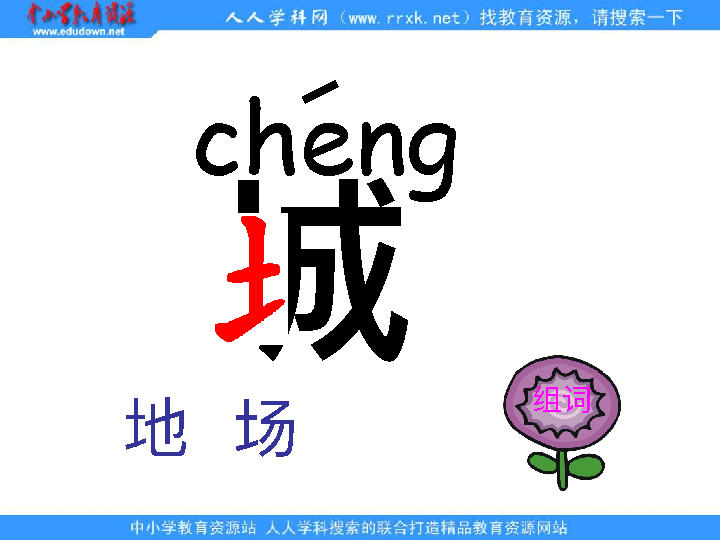 中小学教育资源
www.edudown.net
人人学科网（www.rrxk.net）找教育资源，请搜索一下
chéng
城
地 场
组词
中小学教育资源站 人人学科搜索的联合打造精品教育资源网站